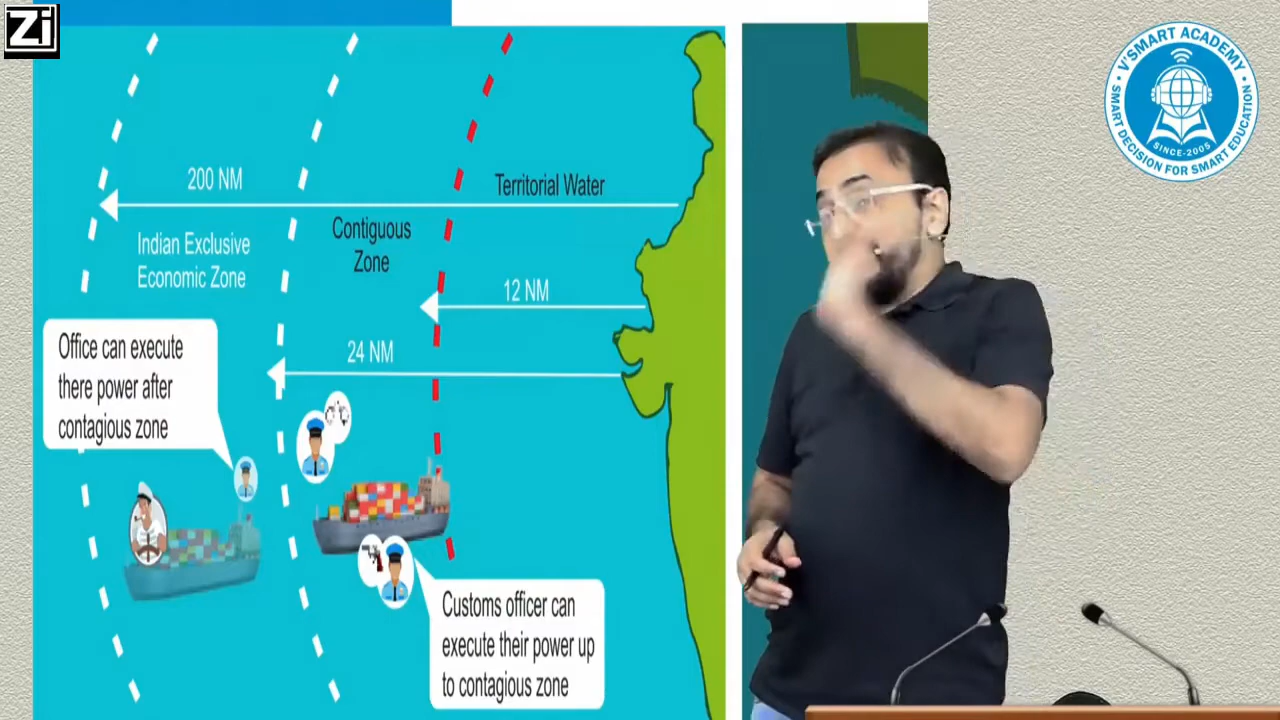 Zi
V'SMART ACADEMY
SMART DECISION FOR SMART EDUCATION
SINCE-2005
200 NM
Territorial Water
Contiguous
Zone
Indian Exclusive
Economic Zone
12 NM
24 NM
Office can execute
there power after
contagious zone
Customs officer can
execute their power up
to contagious zone